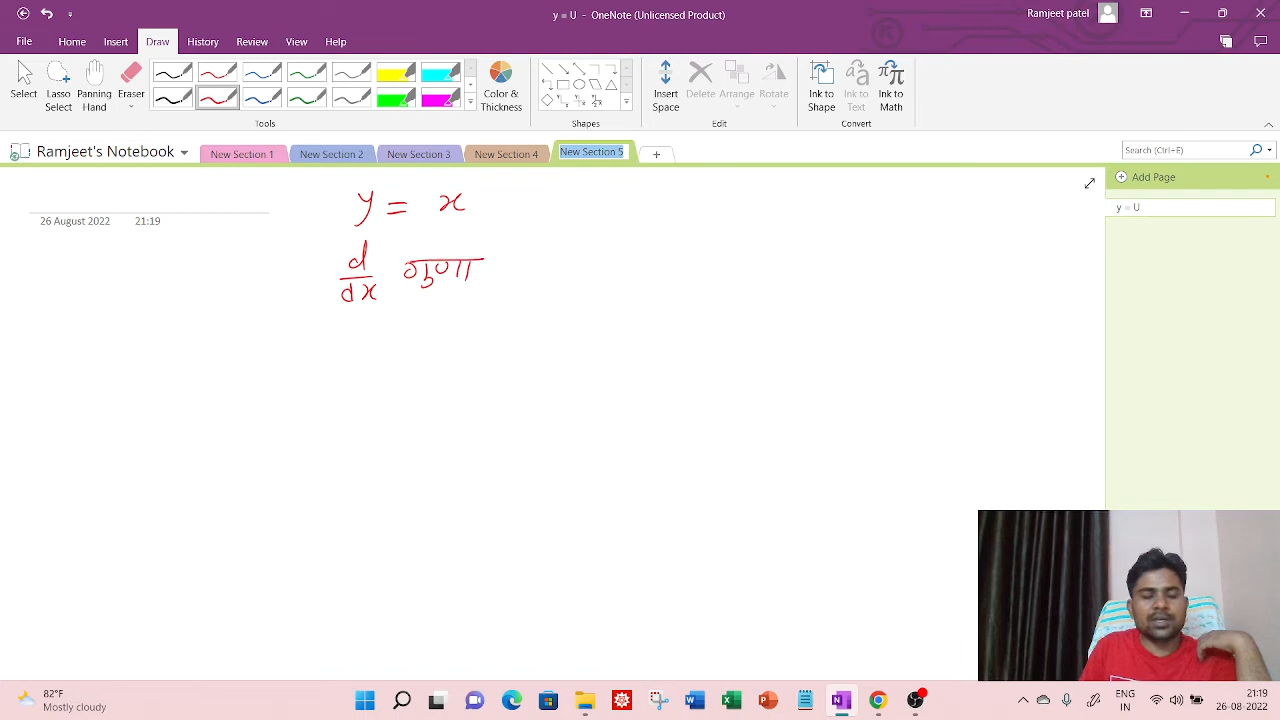 y = U - OneNote (Unlicensed Product)
Ramjeet patel
File Home Insert Draw History Review View Help
Select Lasso Select Panning Hand Eraser
Color & Thickness
Insert Space Delete Arrange Rotate
Ink to Shape Ink to Text Ink to Math
Tools Shapes Edit Convert
Ramjeet's Notebook New Section 1 New Section 2 New Section 3 New Section 4 New Section 5 +
Search (Ctrl+E)
Add Page
y = U
26 August 2022 21:19
y = x
d/dx गुणा
82°F
Mostly cloudy
ENG
IN
21:19
26-08-2022